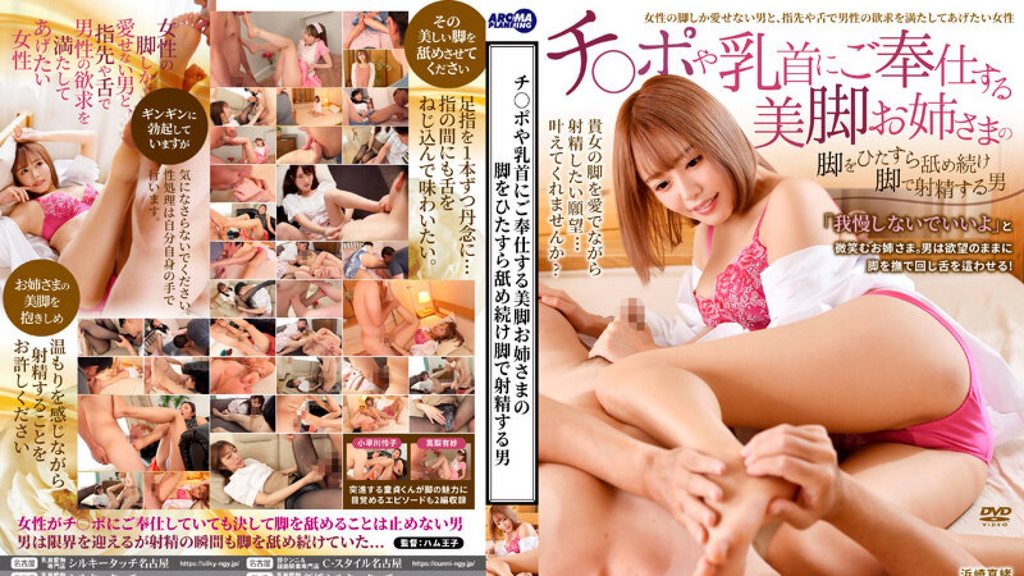 女性の脚しか愛せない男と、指先や舌で男性の欲求を満たしてあげたい女性
チ〇ポや乳首にご奉仕する
美脚お姉さまの
脚をひたすら舐め続け
脚で射精する男
「我慢しないでいいよ」と
微笑むお姉さま。男は欲望のままに
脚を撫で回し舌を這わせる!
貴女の脚を愛でながら
射精したい願望…
叶えてくれませんか?
DVD
VIDEO
浜崎真緒
AROMA
PLANNING
チ〇ポや乳首にご奉仕する美脚お姉さまの
脚をひたすら舐め続け脚で射精する男
その
美しい脚を
舐めさせて
ください
足指を1本ずつ丹念に…
指の間にも舌を
ねじ込んで味わいたい。
女性の
脚しか
愛せない男と、
指先や舌で
男性の欲求を
満たして
あげたい
女性
ギンギンに
勃起して
いますが
気になさらないでください。
性処理は自分自身の手で
行います。
お姉さまの
美脚を
抱きしめ
温もりを感じながら
射精することを
お許しください
小早川怜子
高梨有紗
突進する童貞くんが脚の魅力に
目覚めるエピソードも2編収録
女性がチ〇ポにご奉仕していても決して脚を舐めることは止めない男
男は限界を迎えるが射精の瞬間も脚を舐め続けていた…
監督:ハム王子
名古屋
シルキータッチ名古屋
https://silky-ngy.jp/
名古屋
C-スタイル名古屋